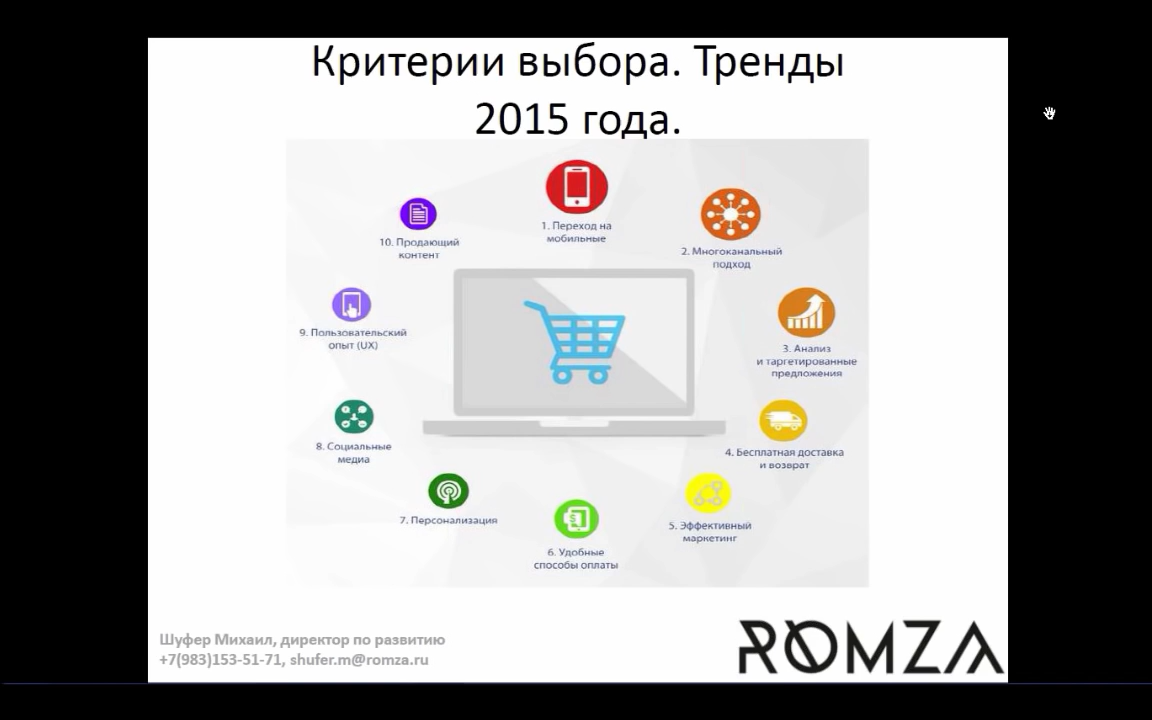 Критерии выбора. Тренды
2015 года.
1. Переход на
мобильные
2. Многоканальный
подход
3. Анализ
и таргетированные
предложения
4. Бесплатная доставка
и возврат
5. Эффективный
маркетинг
6. Удобные
способы оплаты
7. Персонализация
8. Социальные
медиа
9. Пользовательский
опыт (UX)
10. Продающий
контент
Шуфер Михаил, директор по развитию
+7(983)153-51-71, shufer.m@romza.ru
ROMZA